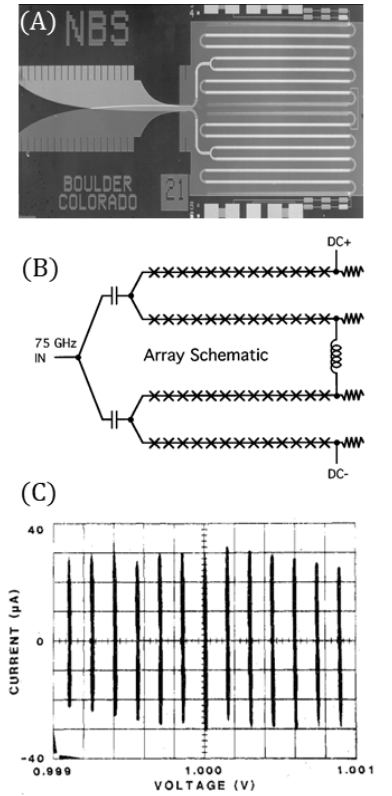 (A)
NBS
BOULDER
COLORADO
21
(B)
DC+
75 GHz
IN
Array Schematic
DC-
(C)
40
0
-40
CURRENT (μA)
0.999
1.000
1.001
VOLTAGE (V)